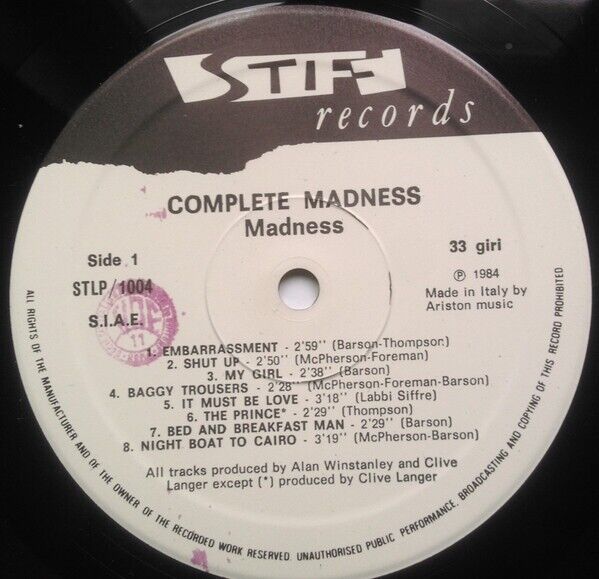 STIFF
records
COMPLETE MADNESS
Madness
Side 1
33 giri
STLP/1004
℗ 1984
Made in Italy by
Ariston music
S.I.A.E.
11
1. EMBARRASSMENT - 2'59" (Barson-Thompson)
2. SHUT UP - 2'50" (McPherson-Foreman)
3. MY GIRL - 2'38" (Barson)
4. BAGGY TROUSERS - 2'28" (McPherson-Foreman-Barson)
5. IT MUST BE LOVE - 3'18" (Labbi Siffre)
6. THE PRINCE* - 2'29" (Thompson)
7. BED AND BREAKFAST MAN - 2'29" (Barson)
8. NIGHT BOAT TO CAIRO - 3'19" (McPherson-Barson)
All tracks produced by Alan Winstanley and Clive
Langer except (*) produced by Clive Langer
ALL RIGHTS OF THE MANUFACTURER AND OF THE OWNER OF THE RECORDED WORK RESERVED. UNAUTHORISED PUBLIC PERFORMANCE, BROADCASTING AND COPYING OF THIS RECORD PROHIBITED